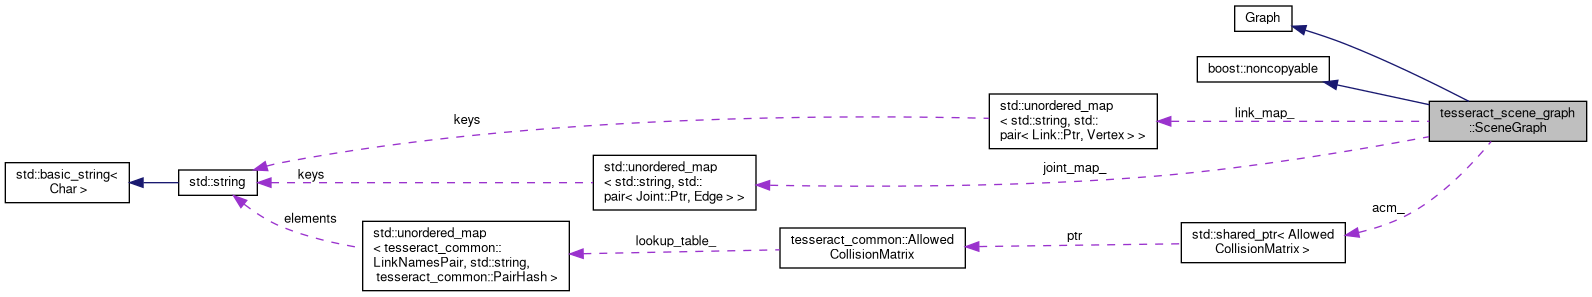 Graph
boost::noncopyable
tesseract_scene_graph
::SceneGraph
link_map_
std::unordered_map
< std::string, std::
pair< Link::Ptr, Vertex > >
keys
joint_map_
std::unordered_map
< std::string, std::
pair< Joint::Ptr, Edge > >
keys
std::string
std::basic_string<
Char >
acm_
std::shared_ptr< Allowed
CollisionMatrix >
ptr
tesseract_common::Allowed
CollisionMatrix
lookup_table_
std::unordered_map
< tesseract_common::
LinkNamesPair, std::string,
tesseract_common::PairHash >
elements